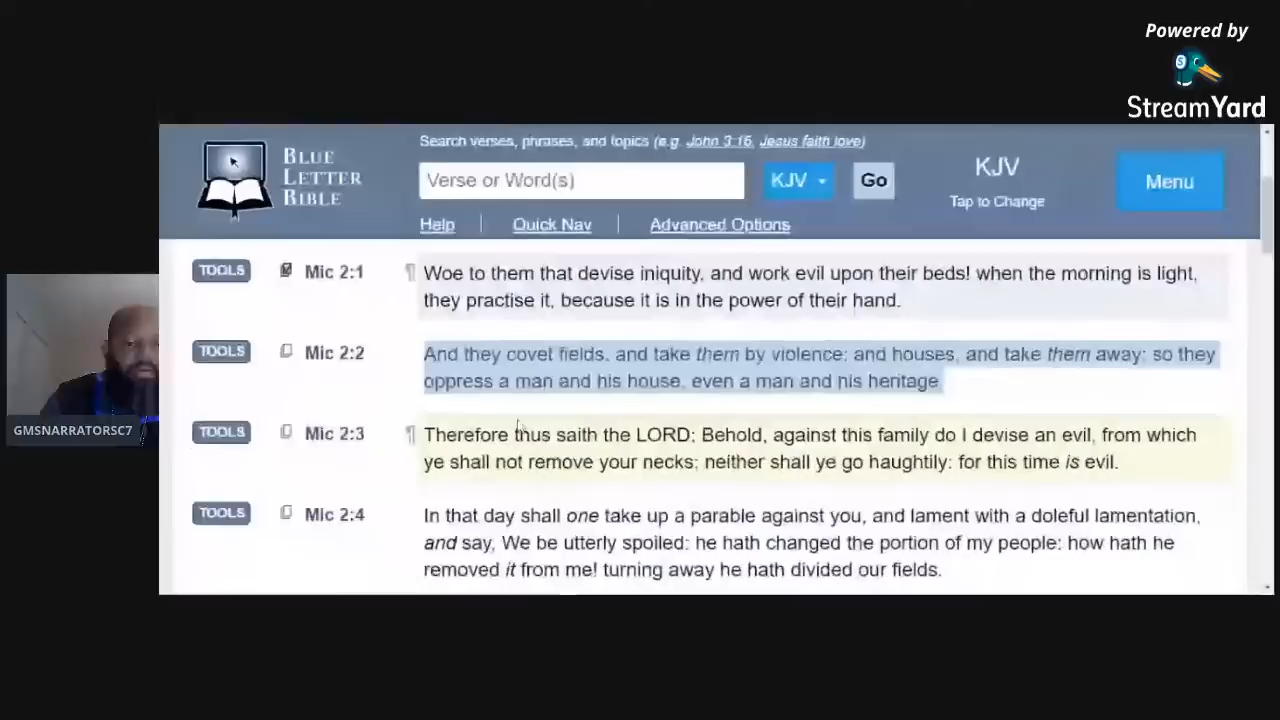 Powered by
StreamYard
BLUE
LETTER
BIBLE
Search verses, phrases, and topics (e.g. John 3:16, Jesus faith love)
Verse or Word(s)
KJV
Go
KJV
Tap to Change
Menu
Help
Quick Nav
Advanced Options
TOOLS Mic 2:1 ¶ Woe to them that devise iniquity, and work evil upon their beds! when the morning is light,
they practise it, because it is in the power of their hand.
TOOLS Mic 2:2 And they covet fields, and take them by violence; and houses, and take them away: so they
oppress a man and his house, even a man and his heritage.
TOOLS Mic 2:3 ¶ Therefore thus saith the LORD; Behold, against this family do I devise an evil, from which
ye shall not remove your necks; neither shall ye go haughtily: for this time is evil.
TOOLS Mic 2:4 In that day shall one take up a parable against you, and lament with a doleful lamentation,
and say, We be utterly spoiled: he hath changed the portion of my people: how hath he
removed it from me! turning away he hath divided our fields.
GMSNARRATORSC7